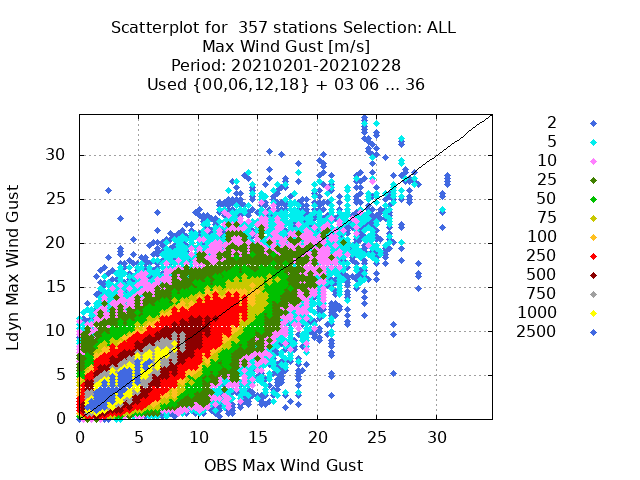 Scatterplot for  357 stations Selection: ALL
Max Wind Gust [m/s]
Period: 20210201-20210228
Used {00,06,12,18} + 03 06 ... 36
Ldyn Max Wind Gust
30
25
20
15
10
5
0
0 5 10 15 20 25 30
OBS Max Wind Gust
2
5
10
25
50
75
100
250
500
750
1000
2500